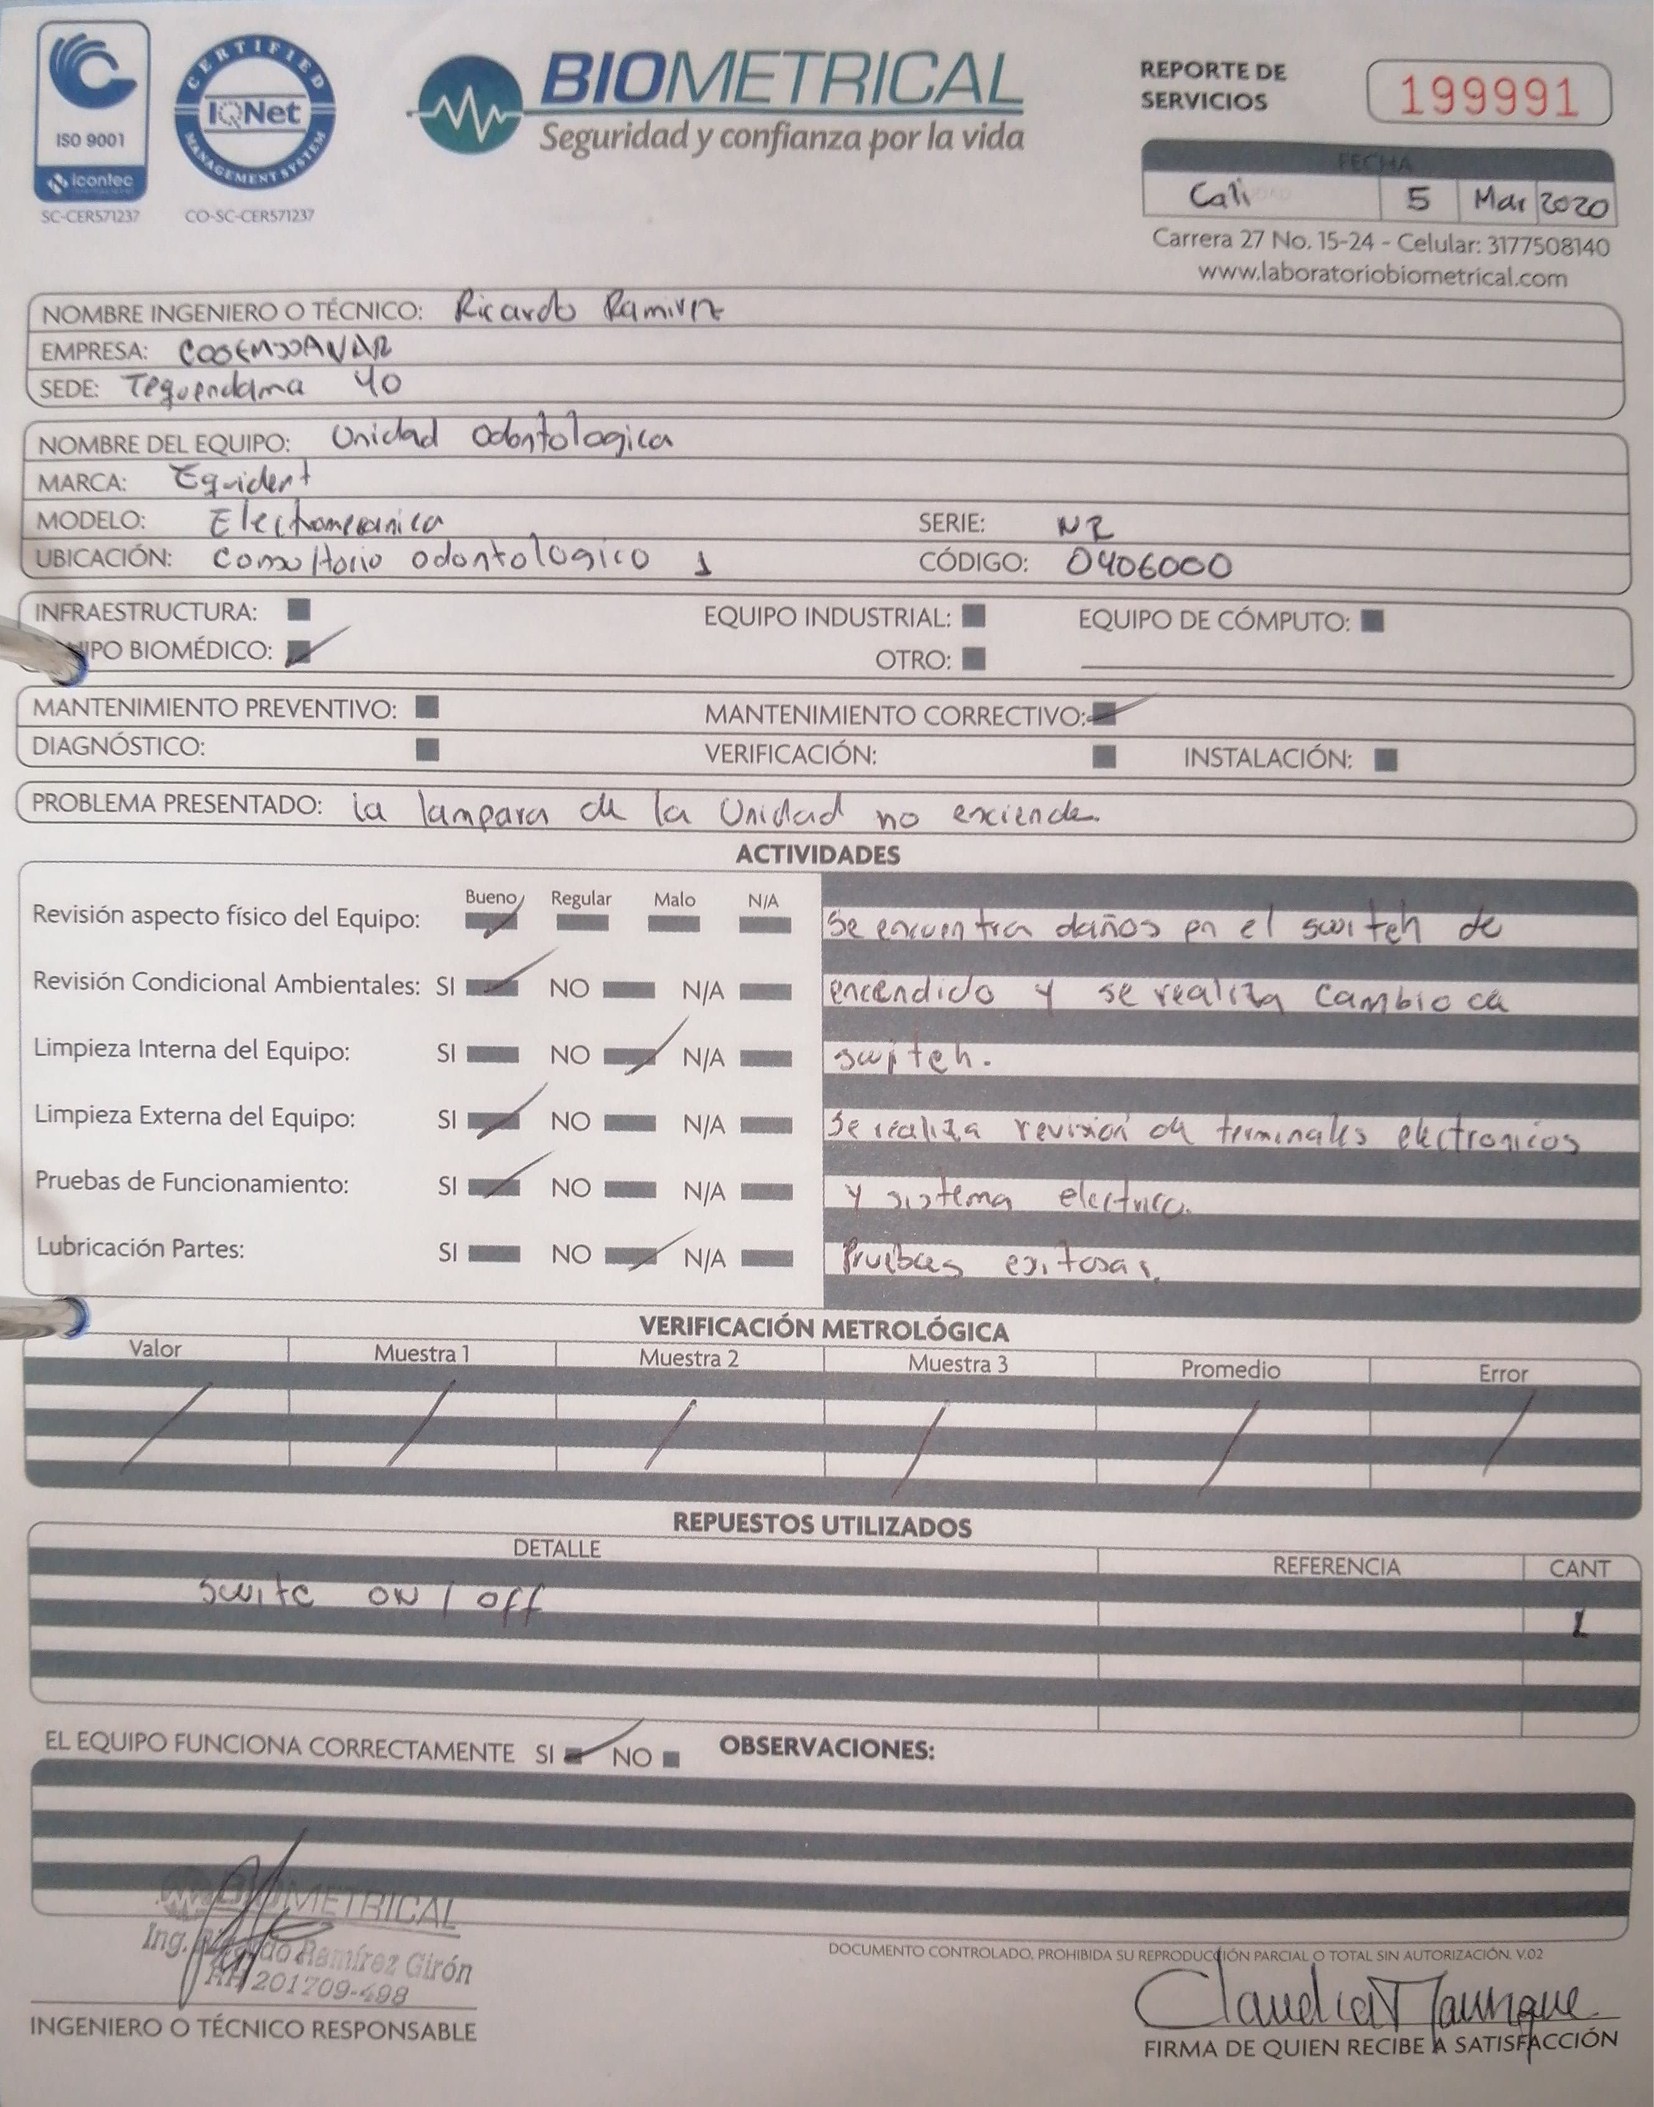 ISO 9001
icontec
SC-CER571237
CERTIFIED
IQNet
MANAGEMENT SYSTEM
CO-SC-CER571237
BIOMETRICAL
Seguridad y confianza por la vida
REPORTE DE
SERVICIOS
199991
FECHA
Cali 5 Mar 2020
Carrera 27 No. 15-24 - Celular: 3177508140
www.laboratoriobiometrical.com
NOMBRE INGENIERO O TÉCNICO: Ricardo Ramirez
EMPRESA:
SEDE: Tequendama 40
NOMBRE DEL EQUIPO: Unidad Odontologica
MARCA: Equident
MODELO: Electromecanica SERIE: NR
UBICACIÓN: Consultorio odontologico 1 CÓDIGO: 0406000
INFRAESTRUCTURA: EQUIPO INDUSTRIAL: EQUIPO DE CÓMPUTO:
IPO BIOMÉDICO: OTRO:
MANTENIMIENTO PREVENTIVO: MANTENIMIENTO CORRECTIVO:
DIAGNÓSTICO: VERIFICACIÓN: INSTALACIÓN:
PROBLEMA PRESENTADO: la lampara de la Unidad no enciende.
ACTIVIDADES
Bueno Regular Malo N/A
Revisión aspecto físico del Equipo: Se encuentra daños en el switch de
Revisión Condicional Ambientales: SI NO N/A encendido y se realiza cambio de
Limpieza Interna del Equipo: SI NO N/A switch.
Limpieza Externa del Equipo: SI NO N/A Se realiza revisión de terminales electronicos
Pruebas de Funcionamiento: SI NO N/A y sistema electrico.
Lubricación Partes: SI NO N/A Pruebas exitosas.
VERIFICACIÓN METROLÓGICA
Valor Muestra 1 Muestra 2 Muestra 3 Promedio Error
REPUESTOS UTILIZADOS
DETALLE REFERENCIA CANT
Switc ON / Off 1
EL EQUIPO FUNCIONA CORRECTAMENTE SI NO OBSERVACIONES:
BIOMETRICAL
Ing. Ricardo Ramírez Girón
RH 201709-498
INGENIERO O TÉCNICO RESPONSABLE
DOCUMENTO CONTROLADO, PROHIBIDA SU REPRODUCCIÓN PARCIAL O TOTAL SIN AUTORIZACIÓN. V.02
Claudia Manrique
FIRMA DE QUIEN RECIBE A SATISFACCIÓN